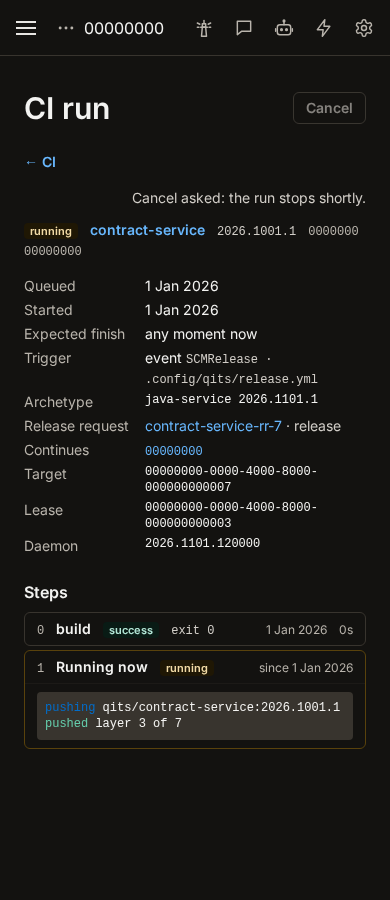 ··· 00000000
CI run
Cancel
← CI
Cancel asked: the run stops shortly.
running contract-service 2026.1001.1 0000000
00000000
Queued 1 Jan 2026
Started 1 Jan 2026
Expected finish any moment now
Trigger event SCMRelease ·
.config/qits/release.yml
Archetype java-service 2026.1101.1
Release request contract-service-rr-7 · release
Continues 00000000
Target 00000000-0000-4000-8000-
000000000007
Lease 00000000-0000-4000-8000-
000000000003
Daemon 2026.1101.120000
Steps
0 build success exit 0 1 Jan 2026 0s
1 Running now running since 1 Jan 2026
pushing qits/contract-service:2026.1001.1
pushed layer 3 of 7